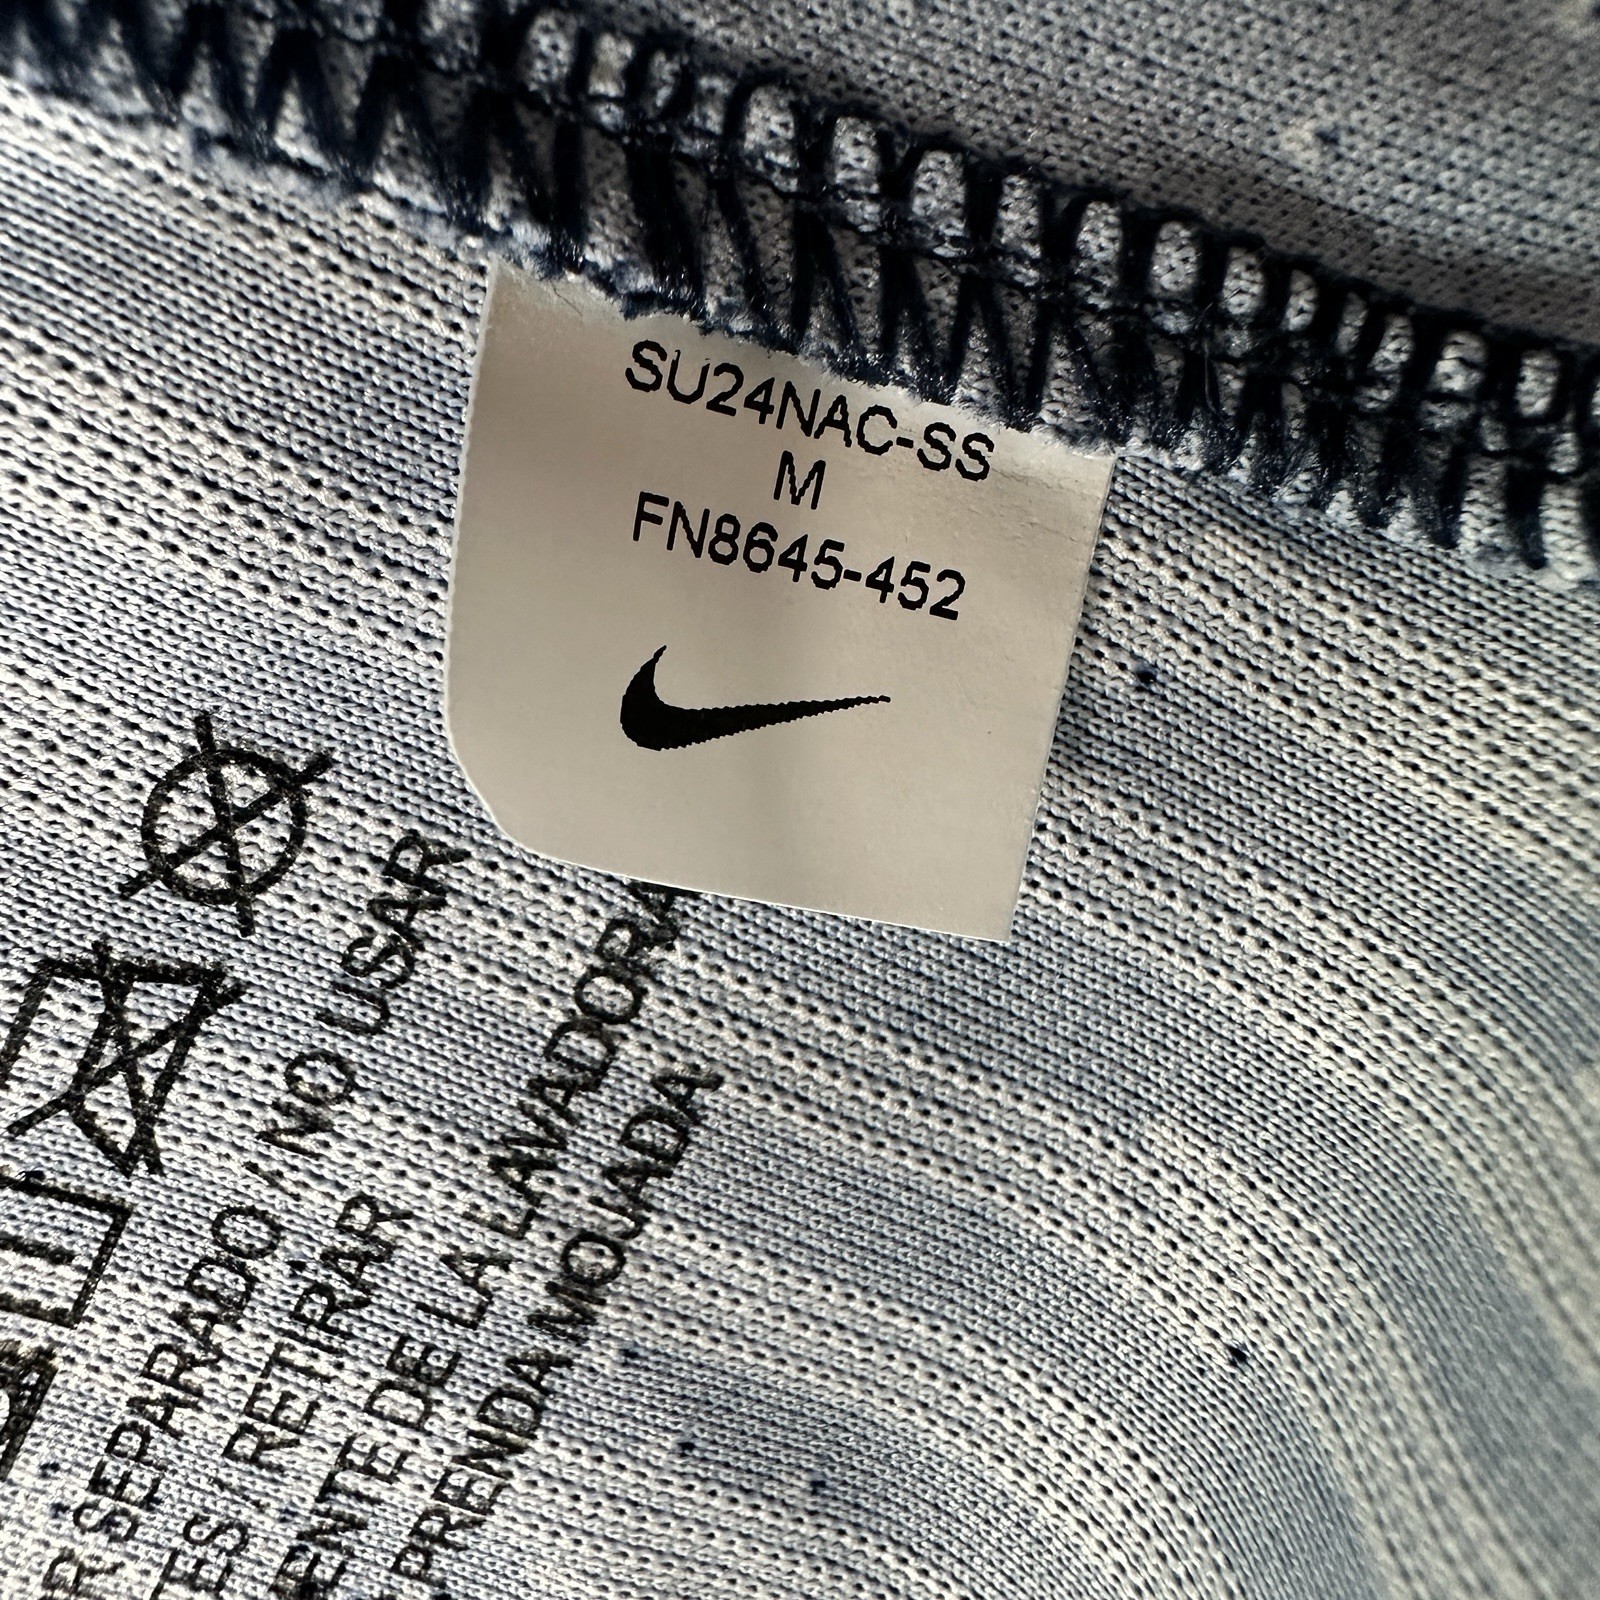 SU24NAC-SS
M
FN8645-452
SEPARADO / NO USAR
/ RETIRAR
DE LA LAVADORA
PRENDA MOJADA